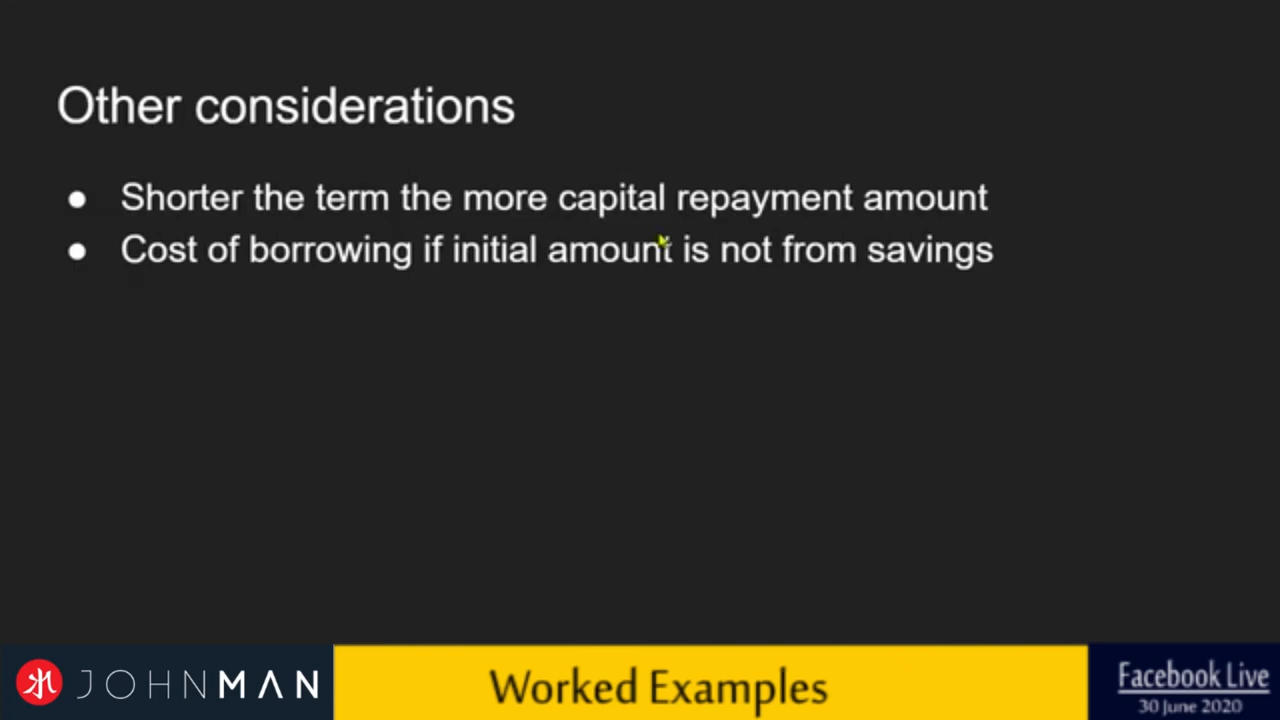 Other considerations
● Shorter the term the more capital repayment amount
● Cost of borrowing if initial amount is not from savings
JOHNMAN
Worked Examples
Facebook Live
30 June 2020